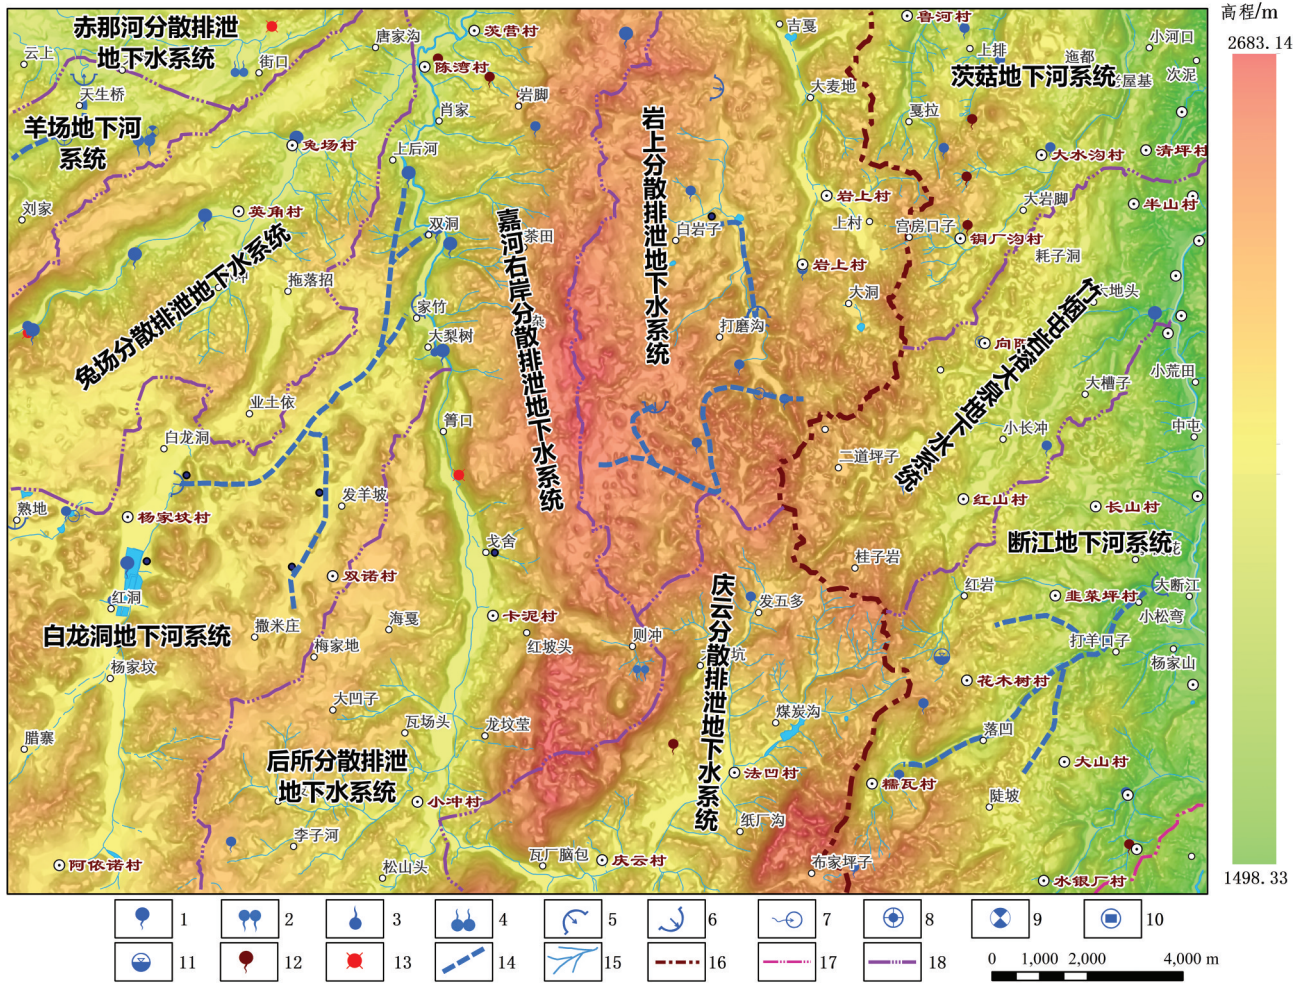 高程/m
2683.14
1498.33
赤那河分散排泄
地下水系统
羊场地下河
系统
兔场分散排泄地下水系统
嘉河右岸分散排泄地下水系统
岩上分散排泄地下水系统
茨菇地下河系统
竹烟岩溶大泉地下水系统
断江地下河系统
白龙洞地下河系统
后所分散排泄
地下水系统
庆云分散排泄地下水系统
云上
天生桥
街口
唐家沟
茨营村
陈湾村
岩脚
肖家
吉戛
大麦地
鲁河村
上排
迤都
老屋基
小河口
次泥
戛拉
兔场村
上后河
大水沟村
清坪村
刘家
英角村
双洞
茶田
白岩子
岩上村
上村
宫房口子
大岩脚
半山村
铜厂沟村
耗子洞
拖落招
岩上村
大洞
大地头
家竹
大梨树
打磨沟
小荒田
大槽子
业土依
白龙洞
箐口
小长冲
中屯
二道坪子
熟地
杨家坟村
发羊坡
红山村
长山村
戈舍
桂子岩
双诺村
红洞
撒米庄
海戛
卡泥村
红坡头
则冲
发五多
红岩
韭菜坪村
大断江
小松弯
打羊口子
梅家地
杨家坟
杨家山
花木树村
大凹子
瓦场头
龙坟莹
煤炭沟
落凹
腊寨
法凹村
糯瓦村
大山村
小冲村
陡坡
李子河
纸厂沟
阿依诺村
松山头
瓦厂脑包
庆云村
布家坪子
水银厂村
1
2
3
4
5
6
7
8
9
10
11
12
13
14
15
16
17
18
0 1,000 2,000 4,000 m